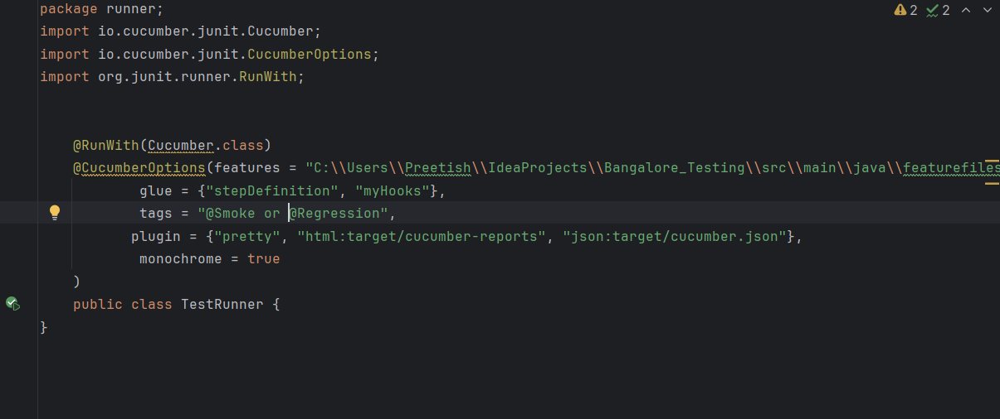 package runner;
2 2
import io.cucumber.junit.Cucumber;
import io.cucumber.junit.CucumberOptions;
import org.junit.runner.RunWith;
@RunWith(Cucumber.class)
@CucumberOptions(features = "C:\\Users\\Preetish\\IdeaProjects\\Bangalore_Testing\\src\\main\\java\\featurefiles
glue = {"stepDefinition", "myHooks"},
tags = "@Smoke or @Regression",
plugin = {"pretty", "html:target/cucumber-reports", "json:target/cucumber.json"},
monochrome = true
)
public class TestRunner {
}